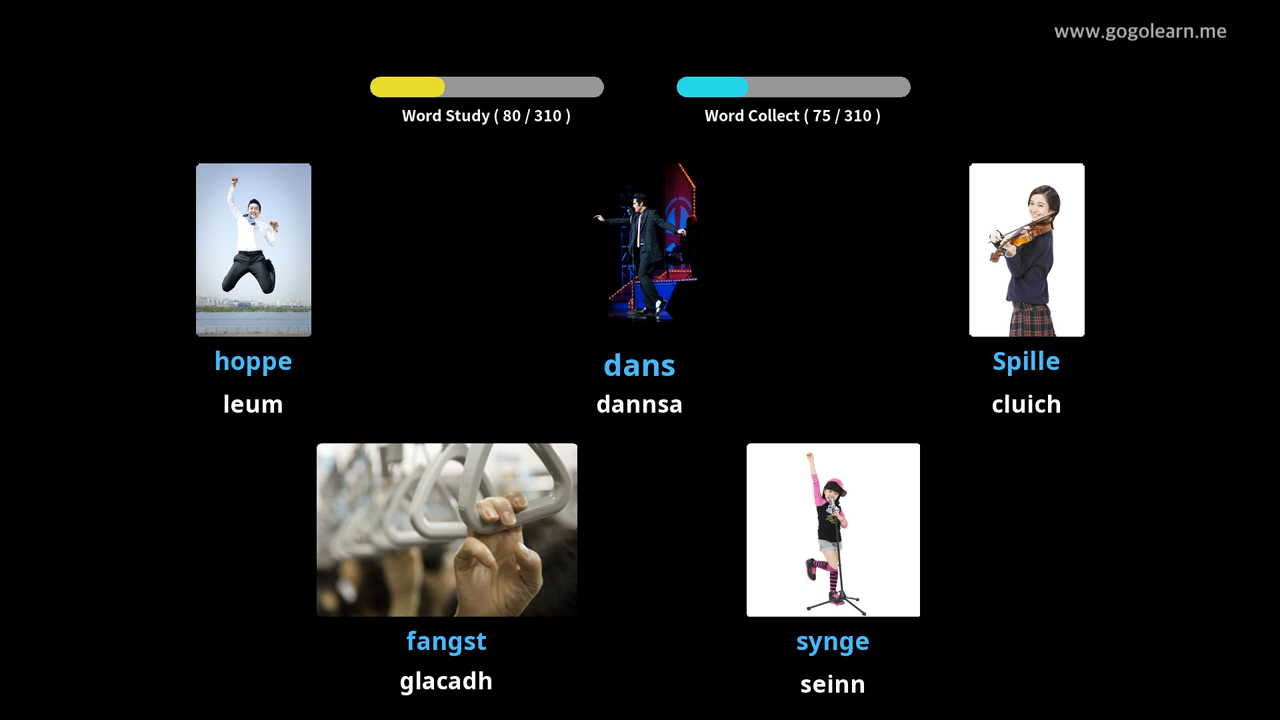 www.gogolearn.me
Word Study ( 80 / 310 )
Word Collect ( 75 / 310 )
hoppe
dans
Spille
leum
dannsa
cluich
fangst
synge
glacadh
seinn